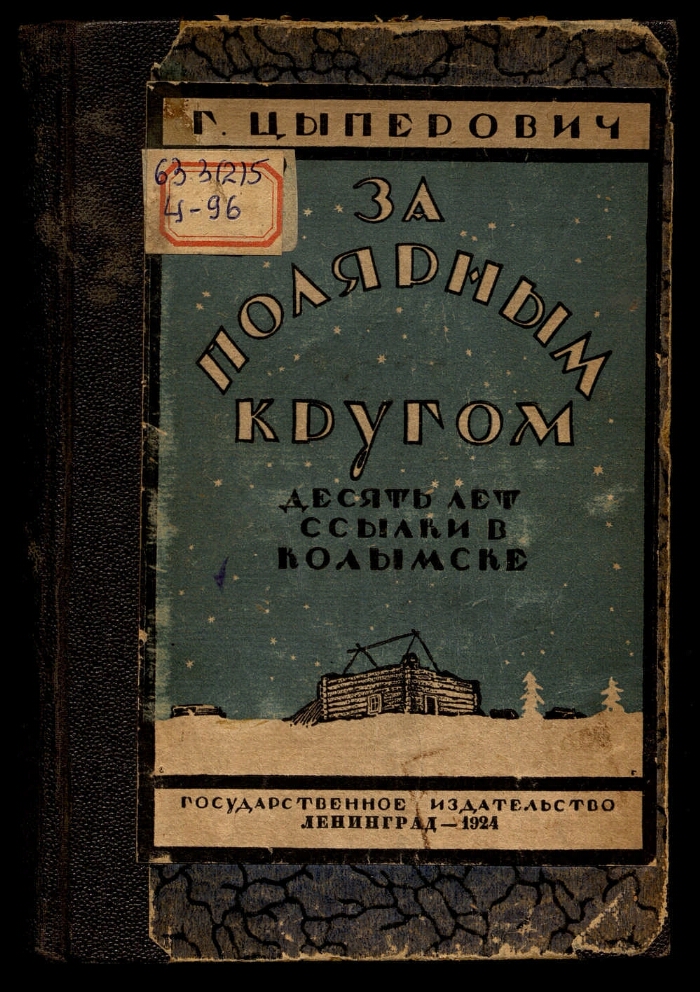 Г. ЦЫПЕРОВИЧ
63 3(2)5
Ц-96
ЗА
ПОЛЯРНЫМ
КРУГОМ
ДЕСЯТЬ ЛЕТ
ССЫЛКИ В
КОЛЫМСКЕ
ГОСУДАРСТВЕННОЕ ИЗДАТЕЛЬСТВО
ЛЕНИНГРАД — 1924